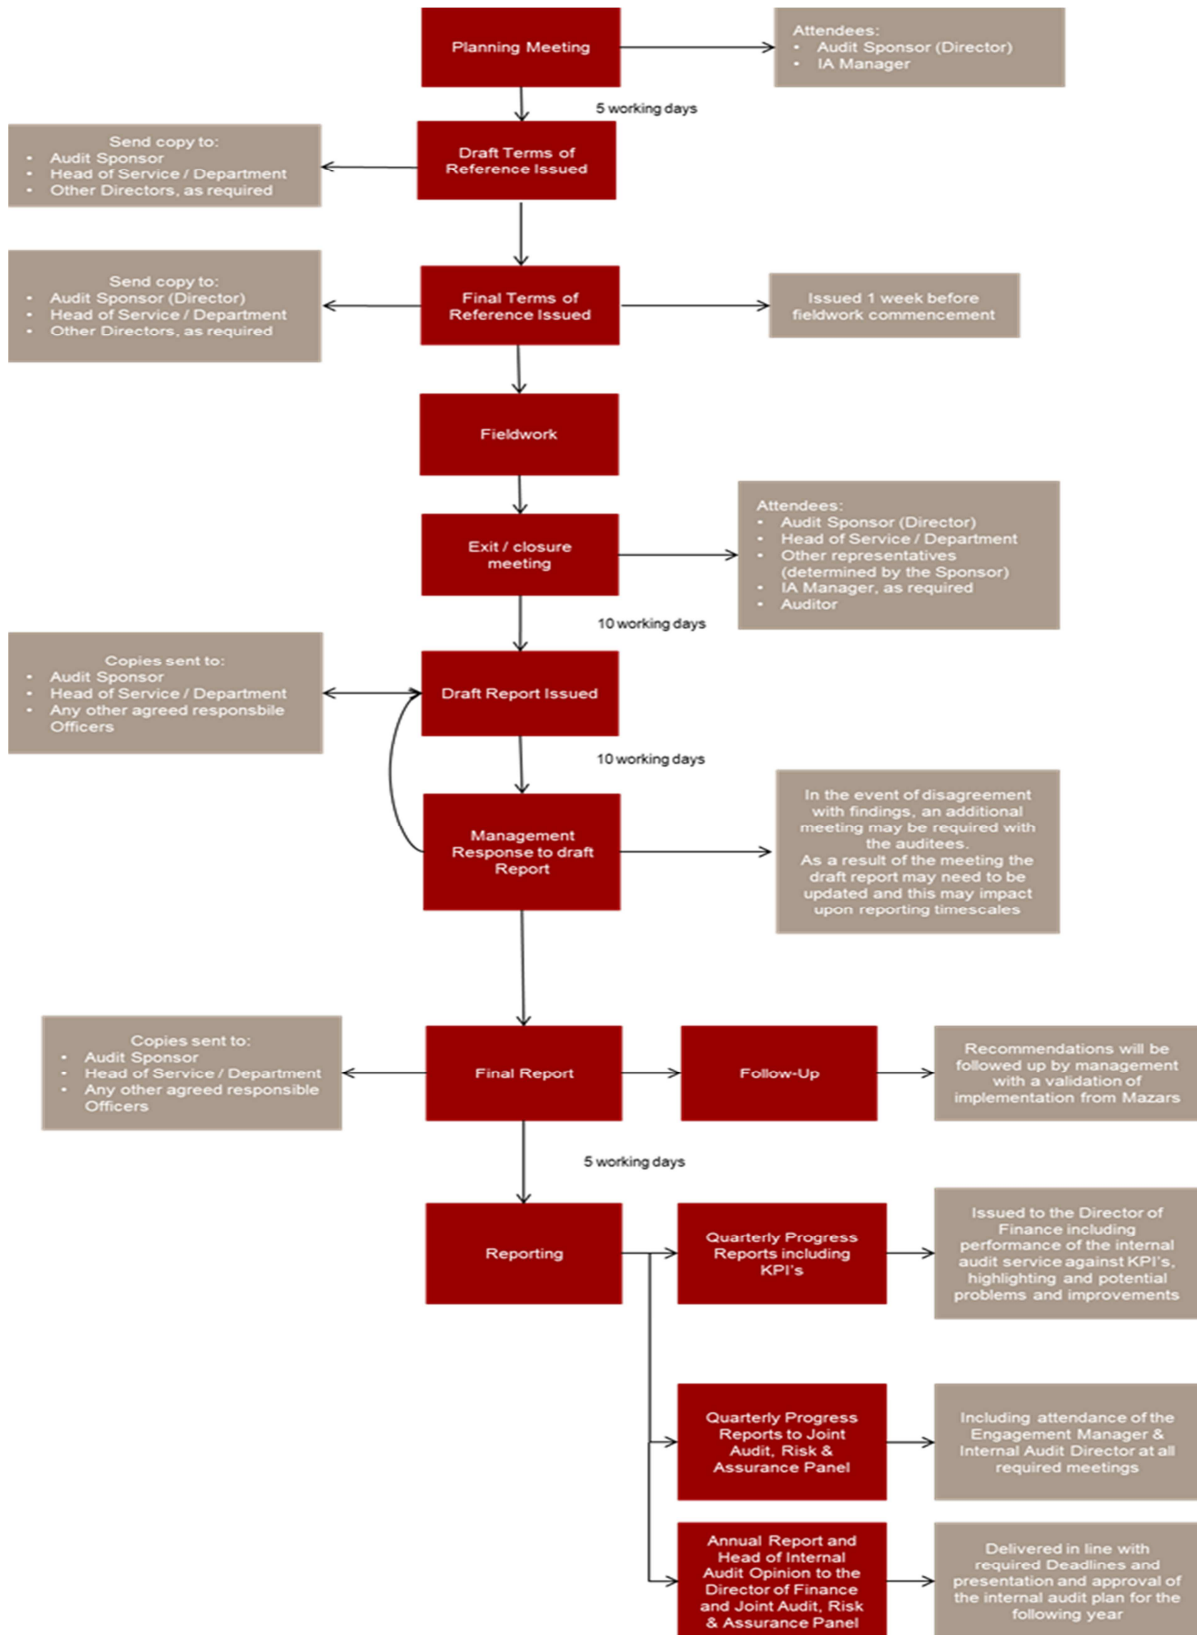 Planning Meeting
Attendees:
• Audit Sponsor (Director)
• IA Manager
5 working days
Send copy to:
• Audit Sponsor
• Head of Service / Department
• Other Directors, as required
Draft Terms of
Reference Issued
Send copy to:
• Audit Sponsor (Director)
• Head of Service / Department
• Other Directors, as required
Final Terms of
Reference Issued
Issued 1 week before
fieldwork commencement
Fieldwork
Exit / closure
meeting
Attendees:
• Audit Sponsor (Director)
• Head of Service / Department
• Other representatives
(determined by the Sponsor)
• IA Manager, as required
• Auditor
10 working days
Copies sent to:
• Audit Sponsor
• Head of Service / Department
• Any other agreed responsbile
Officers
Draft Report Issued
10 working days
Management
Response to draft
Report
In the event of disagreement
with findings, an additional
meeting may be required with
the auditees.
As a result of the meeting the
draft report may need to be
updated and this may impact
upon reporting timescales
Copies sent to:
• Audit Sponsor
• Head of Service / Department
• Any other agreed responsible
Officers
Final Report
Follow-Up
Recommendations will be
followed up by management
with a validation of
implementation from Mazars
5 working days
Reporting
Quarterly Progress
Reports including
KPI's
Issued to the Director of
Finance including
performance of the internal
audit service against KPI's,
highlighting and potential
problems and improvements
Quarterly Progress
Reports to Joint
Audit, Risk &
Assurance Panel
Including attendance of the
Engagement Manager &
Internal Audit Director at all
required meetings
Annual Report and
Head of Internal
Audit Opinion to the
Director of Finance
and Joint Audit, Risk
& Assurance Panel
Delivered in line with
required Deadlines and
presentation and approval of
the internal audit plan for the
following year